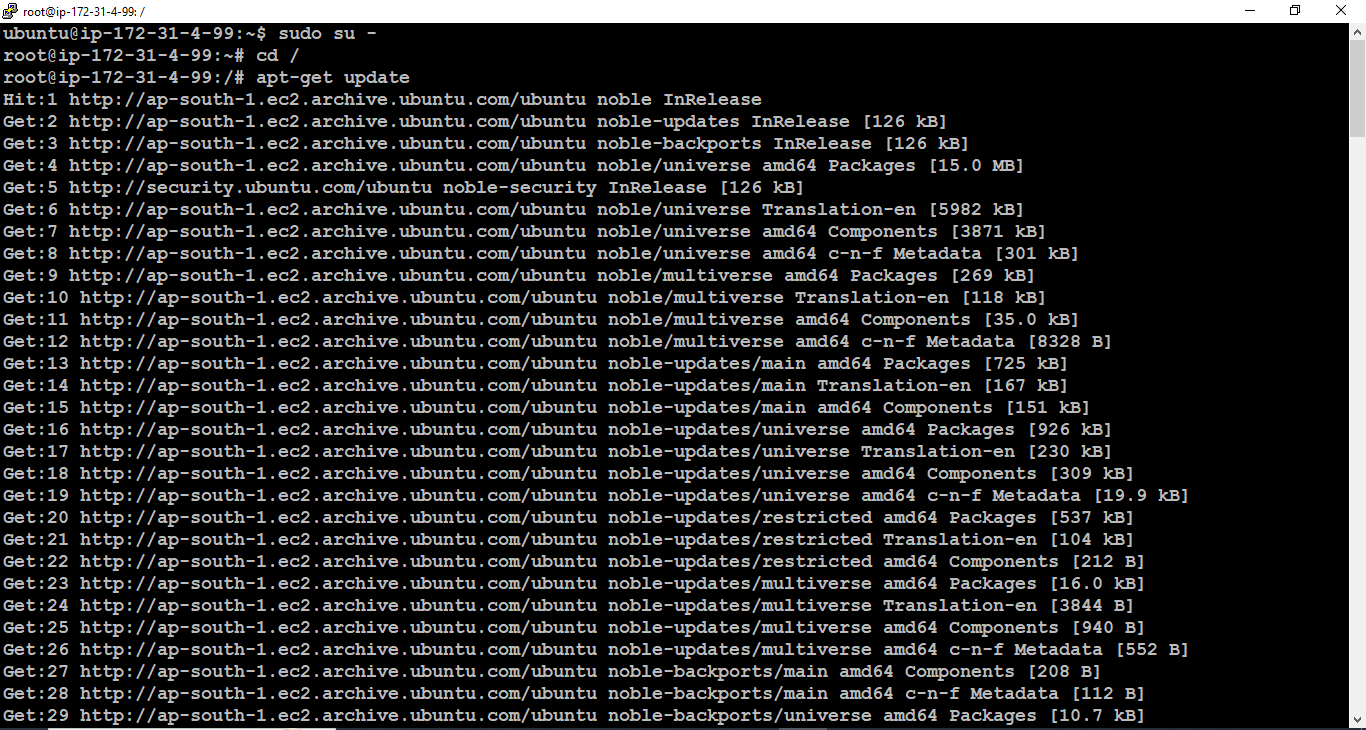 root@ip-172-31-4-99: /
ubuntu@ip-172-31-4-99:~$ sudo su -
root@ip-172-31-4-99:~# cd /
root@ip-172-31-4-99:/# apt-get update
Hit:1 http://ap-south-1.ec2.archive.ubuntu.com/ubuntu noble InRelease
Get:2 http://ap-south-1.ec2.archive.ubuntu.com/ubuntu noble-updates InRelease [126 kB]
Get:3 http://ap-south-1.ec2.archive.ubuntu.com/ubuntu noble-backports InRelease [126 kB]
Get:4 http://ap-south-1.ec2.archive.ubuntu.com/ubuntu noble/universe amd64 Packages [15.0 MB]
Get:5 http://security.ubuntu.com/ubuntu noble-security InRelease [126 kB]
Get:6 http://ap-south-1.ec2.archive.ubuntu.com/ubuntu noble/universe Translation-en [5982 kB]
Get:7 http://ap-south-1.ec2.archive.ubuntu.com/ubuntu noble/universe amd64 Components [3871 kB]
Get:8 http://ap-south-1.ec2.archive.ubuntu.com/ubuntu noble/universe amd64 c-n-f Metadata [301 kB]
Get:9 http://ap-south-1.ec2.archive.ubuntu.com/ubuntu noble/multiverse amd64 Packages [269 kB]
Get:10 http://ap-south-1.ec2.archive.ubuntu.com/ubuntu noble/multiverse Translation-en [118 kB]
Get:11 http://ap-south-1.ec2.archive.ubuntu.com/ubuntu noble/multiverse amd64 Components [35.0 kB]
Get:12 http://ap-south-1.ec2.archive.ubuntu.com/ubuntu noble/multiverse amd64 c-n-f Metadata [8328 B]
Get:13 http://ap-south-1.ec2.archive.ubuntu.com/ubuntu noble-updates/main amd64 Packages [725 kB]
Get:14 http://ap-south-1.ec2.archive.ubuntu.com/ubuntu noble-updates/main Translation-en [167 kB]
Get:15 http://ap-south-1.ec2.archive.ubuntu.com/ubuntu noble-updates/main amd64 Components [151 kB]
Get:16 http://ap-south-1.ec2.archive.ubuntu.com/ubuntu noble-updates/universe amd64 Packages [926 kB]
Get:17 http://ap-south-1.ec2.archive.ubuntu.com/ubuntu noble-updates/universe Translation-en [230 kB]
Get:18 http://ap-south-1.ec2.archive.ubuntu.com/ubuntu noble-updates/universe amd64 Components [309 kB]
Get:19 http://ap-south-1.ec2.archive.ubuntu.com/ubuntu noble-updates/universe amd64 c-n-f Metadata [19.9 kB]
Get:20 http://ap-south-1.ec2.archive.ubuntu.com/ubuntu noble-updates/restricted amd64 Packages [537 kB]
Get:21 http://ap-south-1.ec2.archive.ubuntu.com/ubuntu noble-updates/restricted Translation-en [104 kB]
Get:22 http://ap-south-1.ec2.archive.ubuntu.com/ubuntu noble-updates/restricted amd64 Components [212 B]
Get:23 http://ap-south-1.ec2.archive.ubuntu.com/ubuntu noble-updates/multiverse amd64 Packages [16.0 kB]
Get:24 http://ap-south-1.ec2.archive.ubuntu.com/ubuntu noble-updates/multiverse Translation-en [3844 B]
Get:25 http://ap-south-1.ec2.archive.ubuntu.com/ubuntu noble-updates/multiverse amd64 Components [940 B]
Get:26 http://ap-south-1.ec2.archive.ubuntu.com/ubuntu noble-updates/multiverse amd64 c-n-f Metadata [552 B]
Get:27 http://ap-south-1.ec2.archive.ubuntu.com/ubuntu noble-backports/main amd64 Components [208 B]
Get:28 http://ap-south-1.ec2.archive.ubuntu.com/ubuntu noble-backports/main amd64 c-n-f Metadata [112 B]
Get:29 http://ap-south-1.ec2.archive.ubuntu.com/ubuntu noble-backports/universe amd64 Packages [10.7 kB]